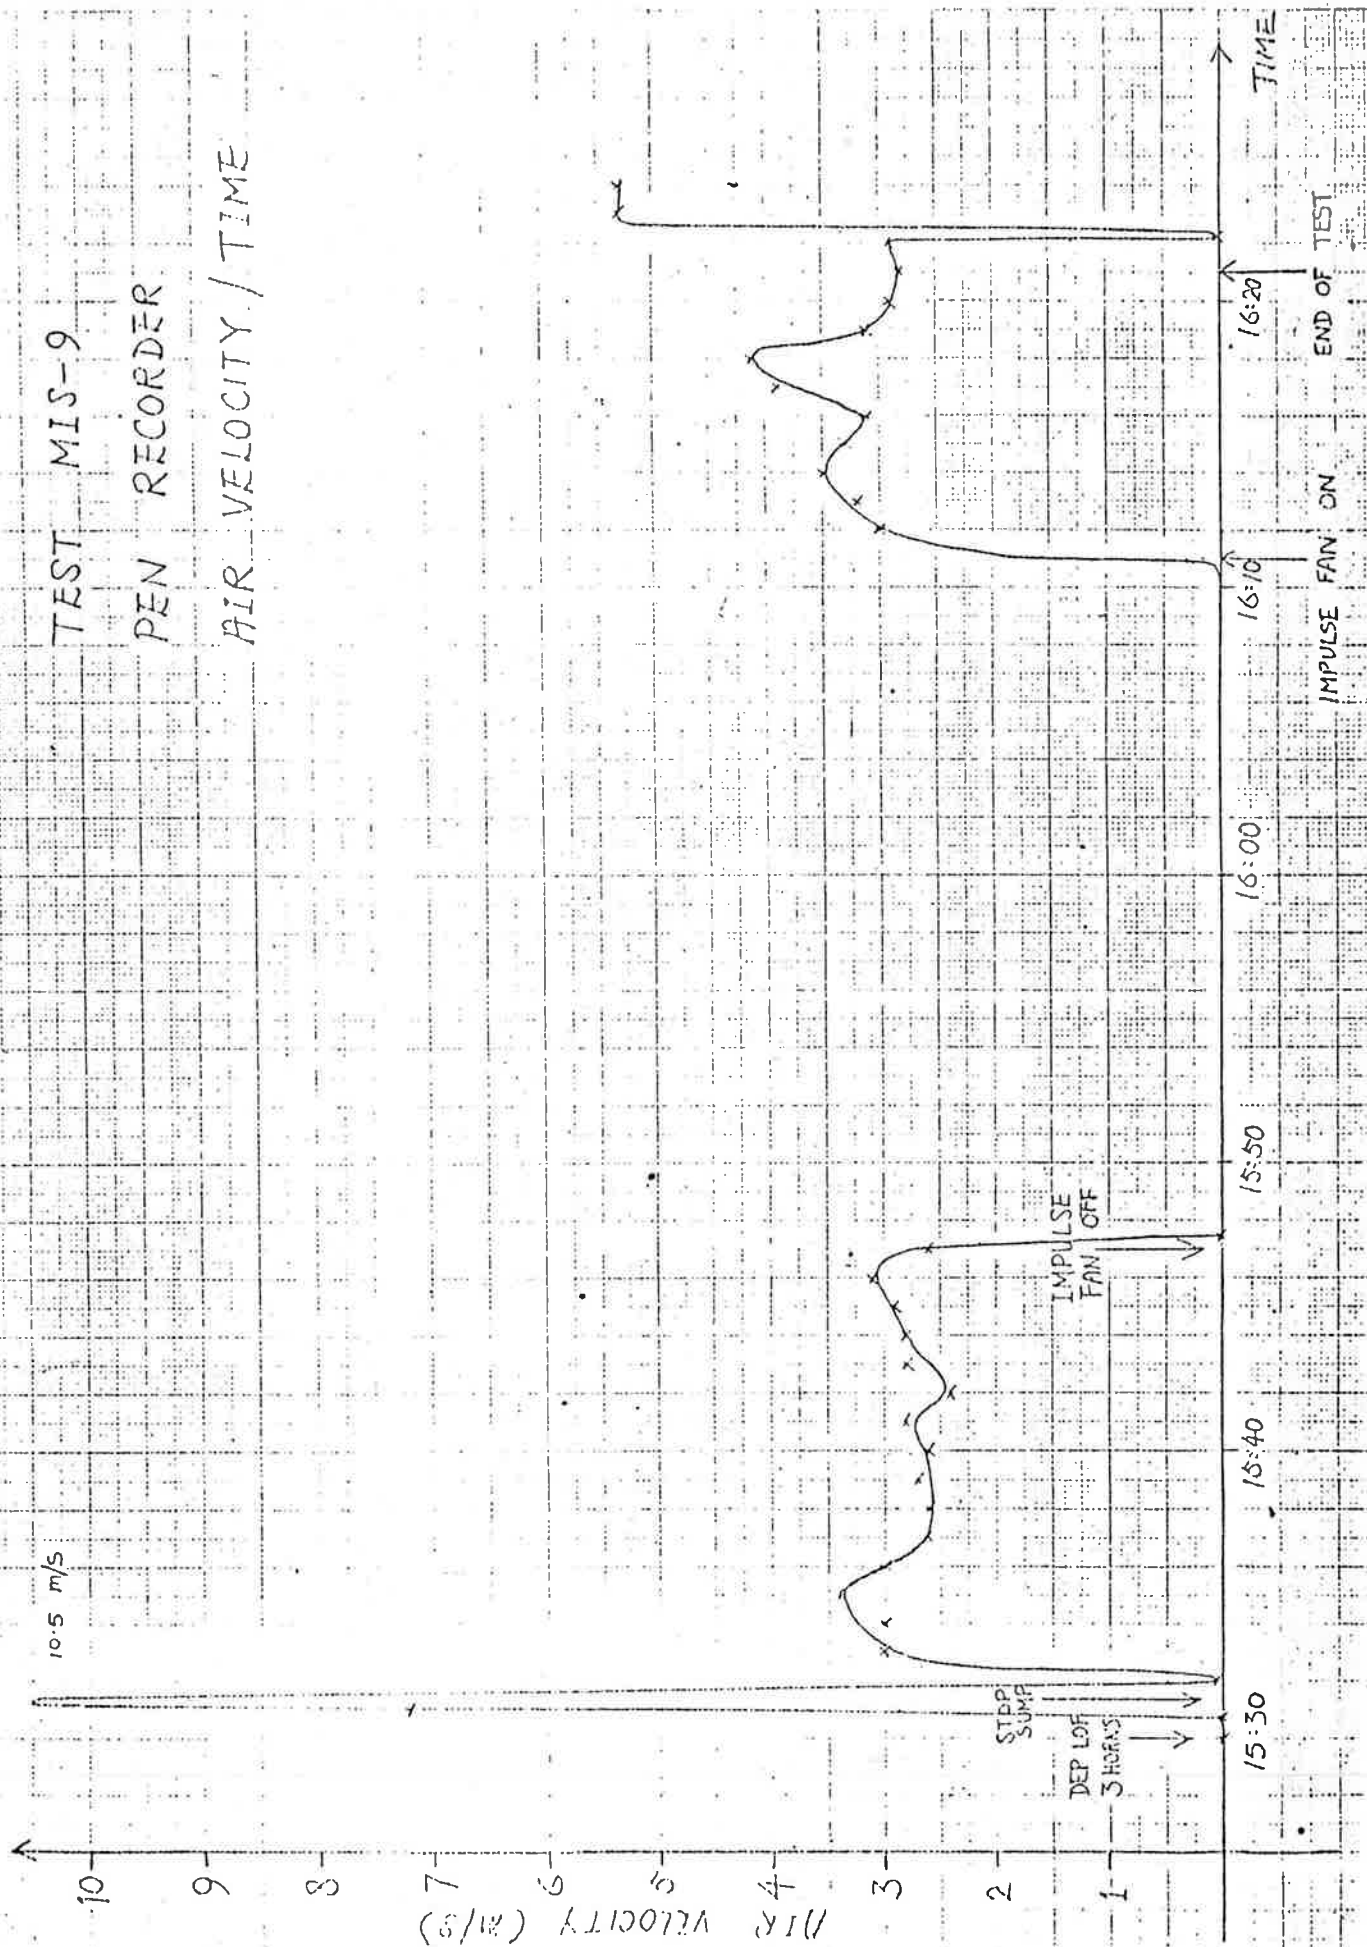 TEST MIS-9
PEN RECORDER
AIR VELOCITY / TIME
10.5 m/s
AIR VELOCITY (M/S)
10
9
8
7
6
5
4
3
2
1
STOP
SUMP
DEP LOF
3 HORNS
IMPULSE
FAN OFF
15:30
15:40
15:50
16:00
16:10
16:20
TIME
IMPULSE FAN ON
END OF TEST